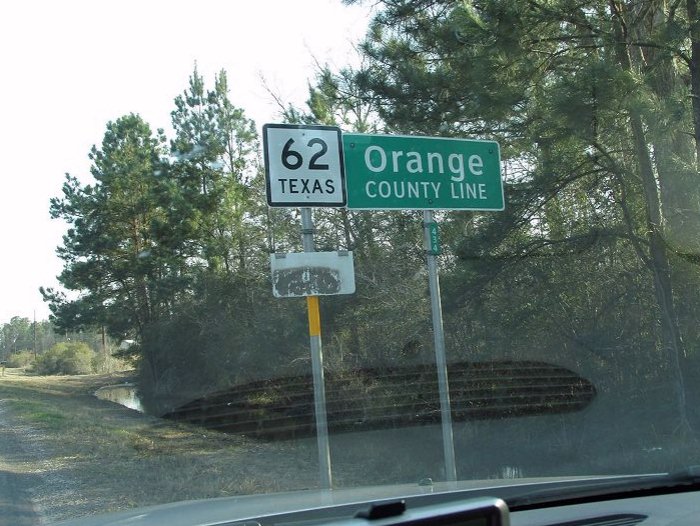 62
TEXAS
Orange
COUNTY LINE